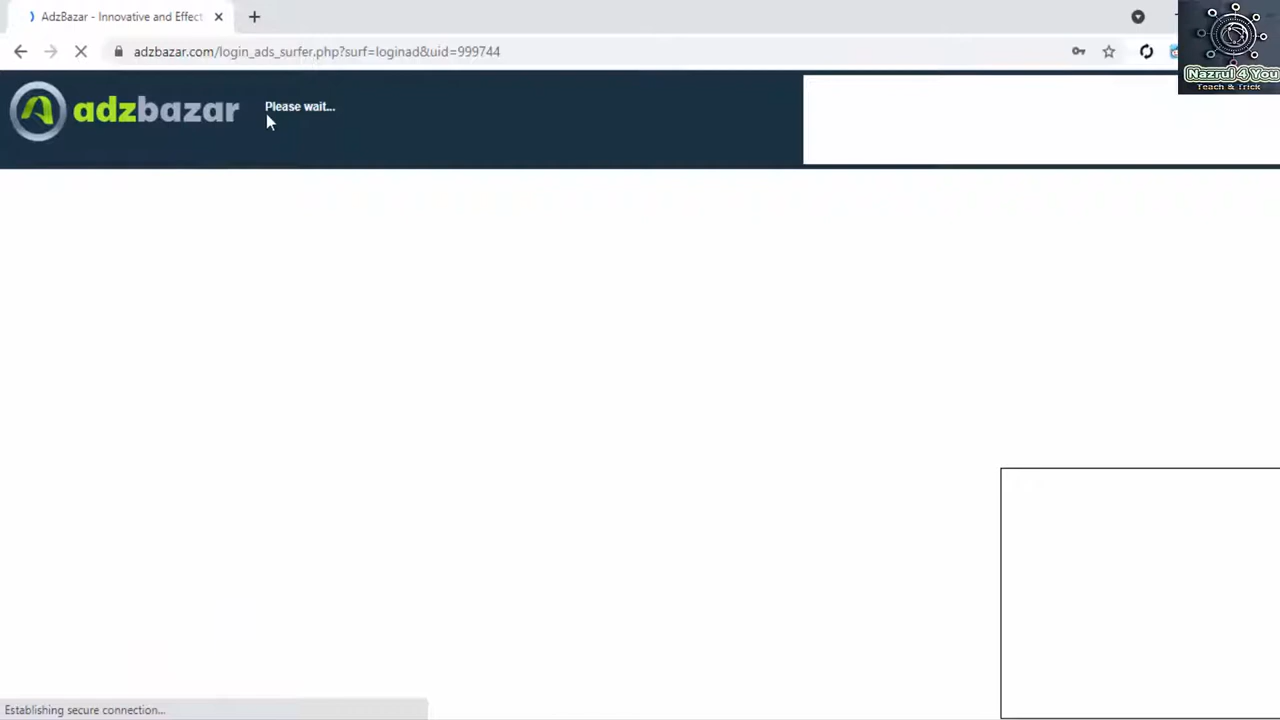 AdzBazar - Innovative and Effect
adzbazar.com/login_ads_surfer.php?surf=loginad&uid=999744
adzbazar
Please wait...
Nazrul 4 You
Teach & Trick
Establishing secure connection...